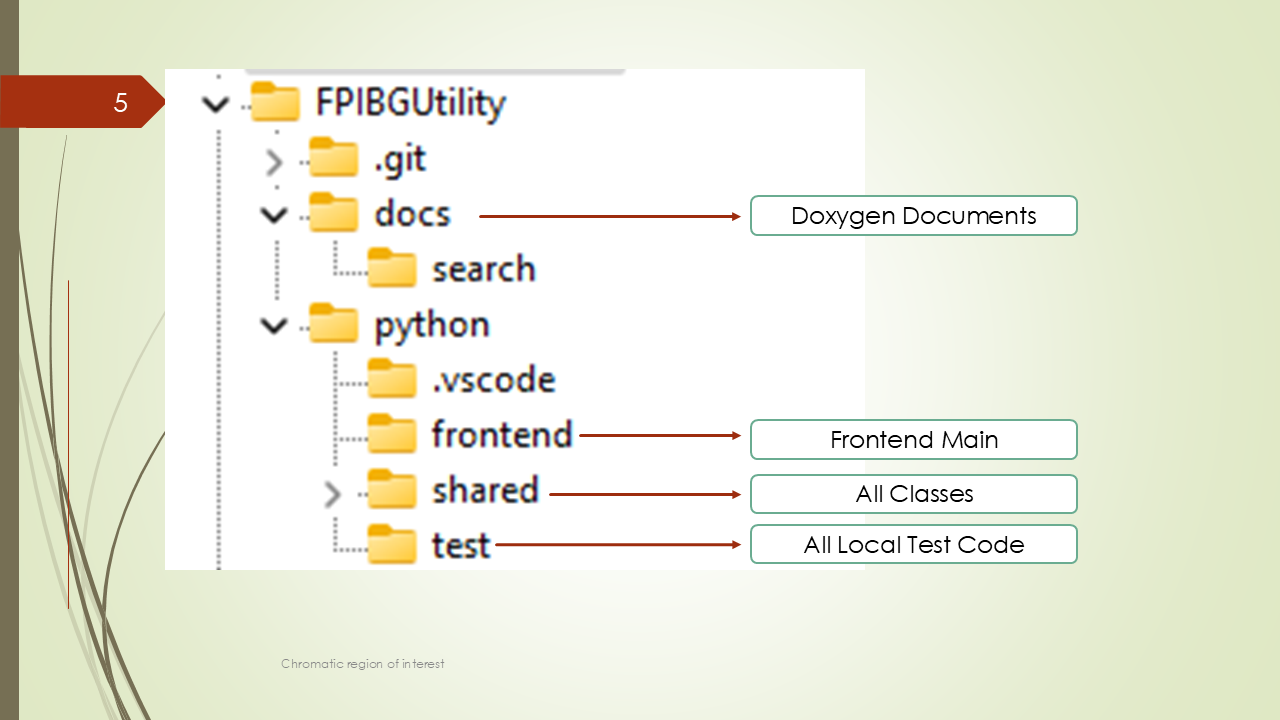 5
FPIBGUtility
.git
docs
Doxygen Documents
search
python
.vscode
frontend
Frontend Main
shared
All Classes
test
All Local Test Code
Chromatic region of interest